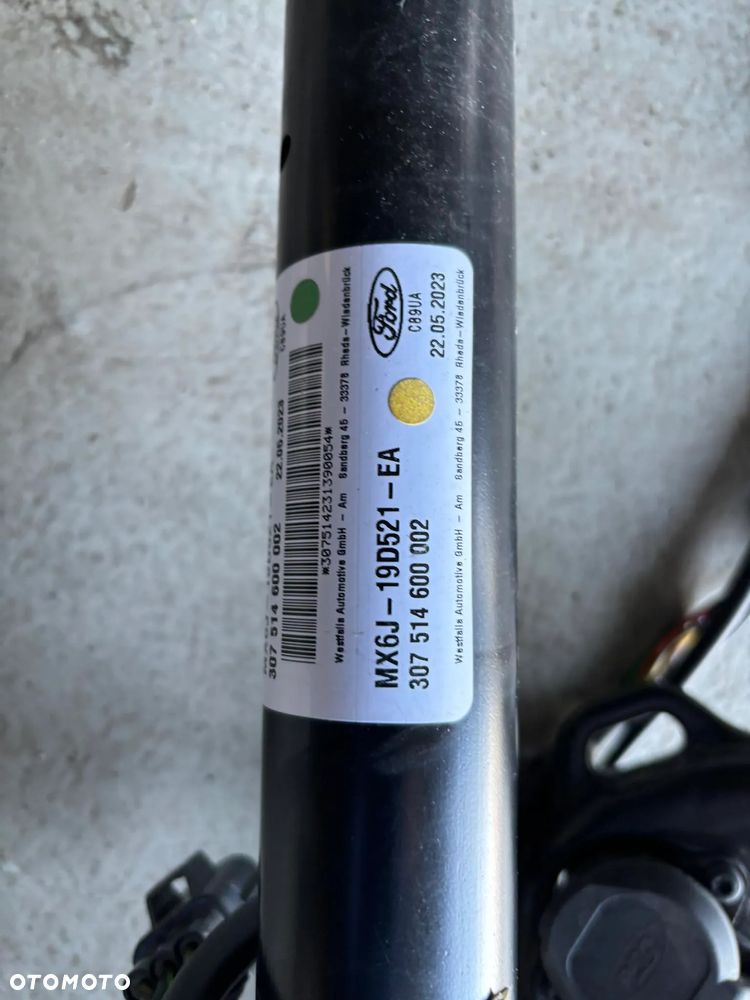 Ford
C89UA
22.05.2023
MX6J-19D521-EA
307 514 600 002
Westfalia Automotive GmbH - Am Sandberg 45 - 33378 Rheda-Wiedenbrück
C89UA
22.05.2023
307 514 600 002
*307514231390054*
Westfalia Automotive GmbH - Am Sandberg 45 - 33378 Rheda-Wiedenbrück
OTOMOTO